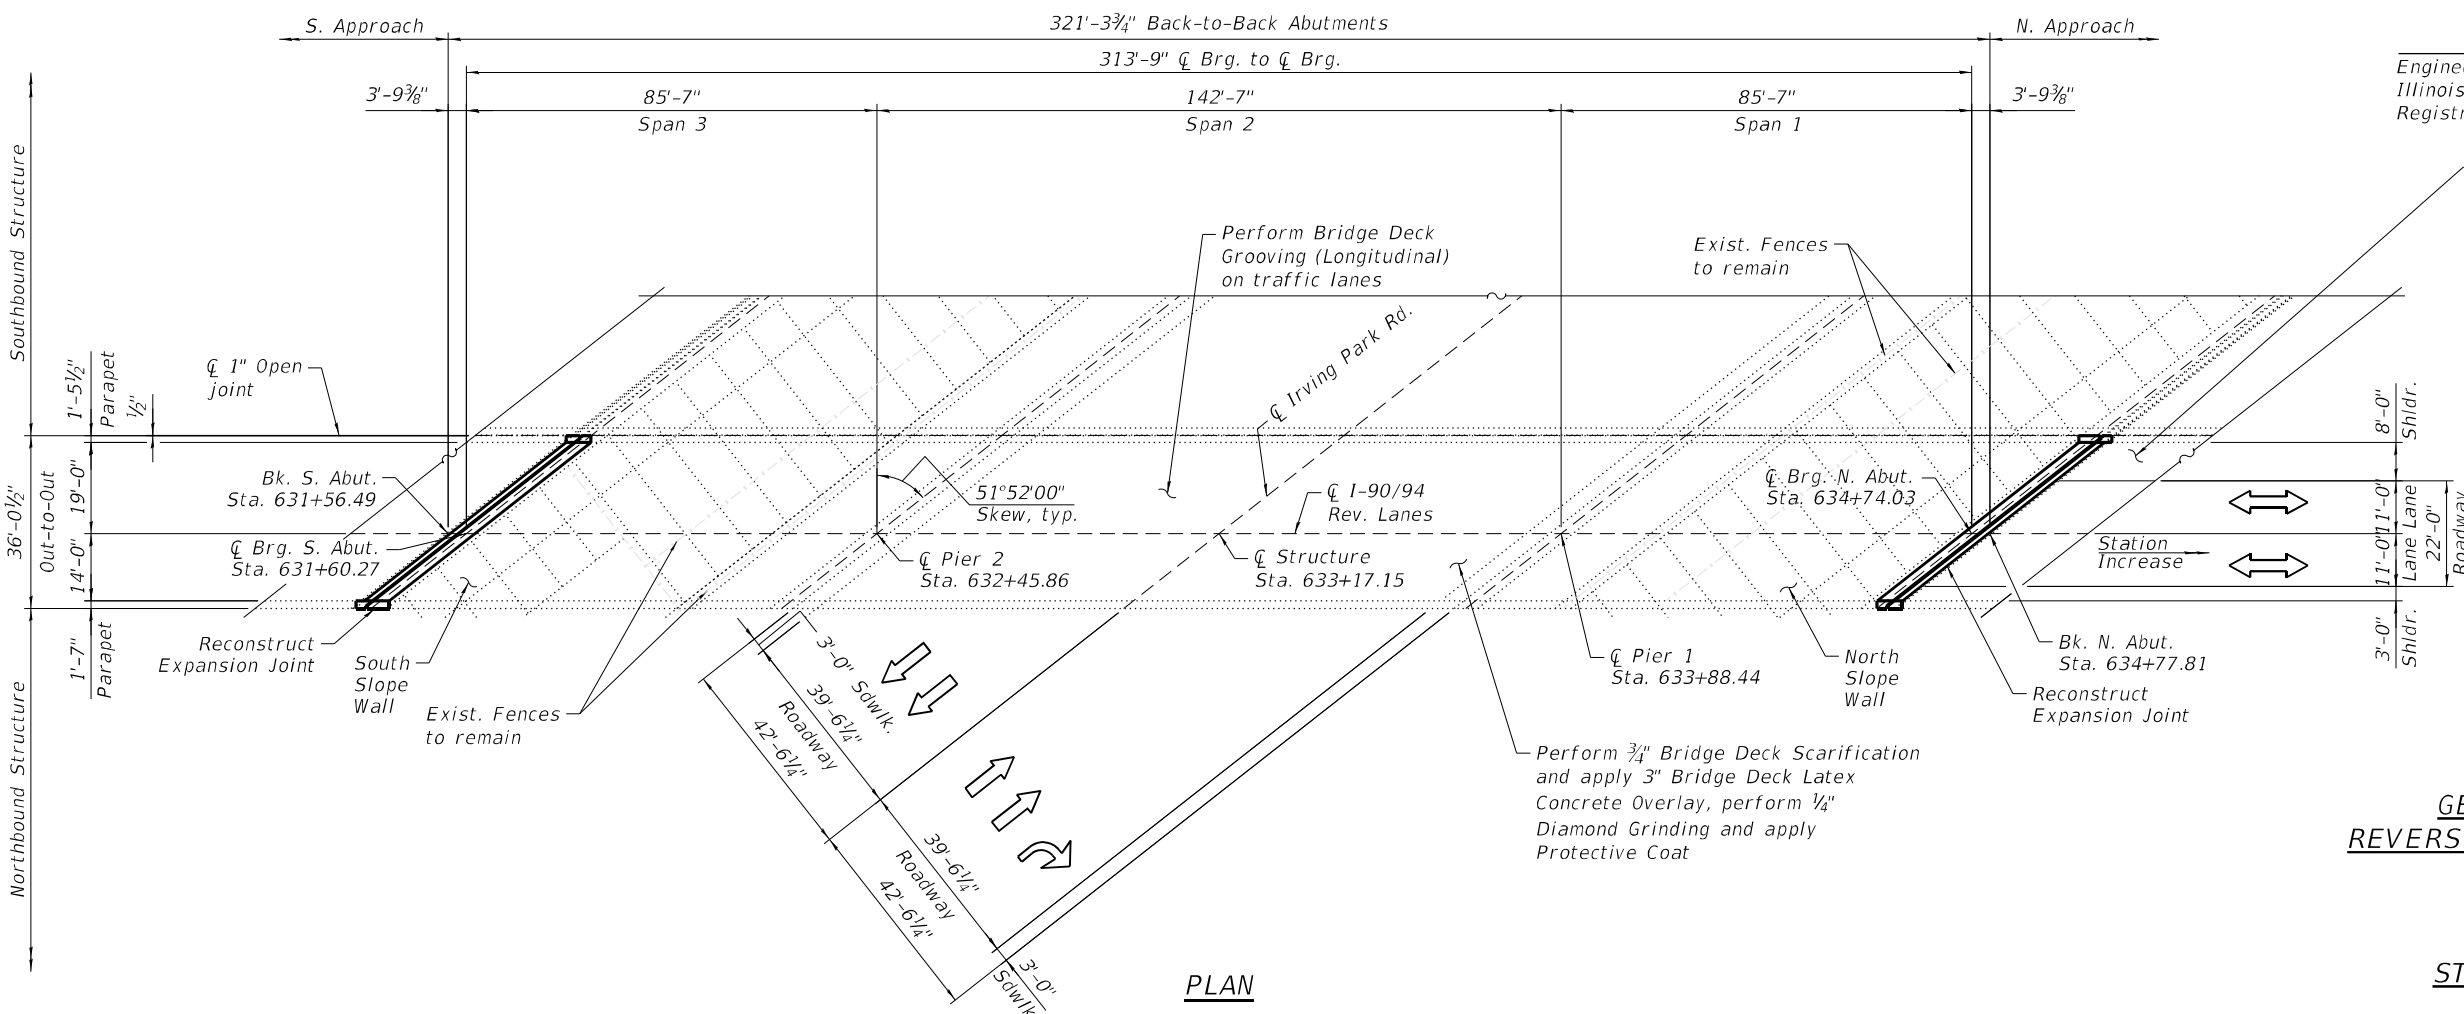 S. Approach
321'-3¾" Back-to-Back Abutments
N. Approach
313'-9" ℄ Brg. to ℄ Brg.
3'-9⅜"
85'-7"
142'-7"
85'-7"
3'-9⅜"
Span 3
Span 2
Span 1
Illinois
Southbound Structure
Northbound Structure
1'-5½"
Parapet
½"
36'-0½"
Out-to-Out
19'-0"
14'-0"
1'-7"
Parapet
℄ 1" Open
joint
Bk. S. Abut.
Sta. 631+56.49
℄ Brg. S. Abut.
Sta. 631+60.27
Reconstruct
Expansion Joint
South
Slope
Wall
Exist. Fences
to remain
Perform Bridge Deck
Grooving (Longitudinal)
on traffic lanes
℄ Irving Park Rd.
Exist. Fences
to remain
51°52'00"
Skew, typ.
℄ I-90/94
Rev. Lanes
℄ Pier 2
Sta. 632+45.86
℄ Structure
Sta. 633+17.15
℄ Brg. N. Abut.
Sta. 634+74.03
℄ Pier 1
Sta. 633+88.44
North
Slope
Wall
Bk. N. Abut.
Sta. 634+77.81
Reconstruct
Expansion Joint
Station
Increase
8'-0"
Shldr.
11'-0"
Lane
11'-0"
Lane
22'-0"
Roadway
3'-0"
Shldr.
3'-0" Sdwlk.
39'-6¼"
Roadway
42'-6¼"
39'-6¼"
Roadway
42'-6¼"
3'-0"
Sdwlk.
Perform ¾" Bridge Deck Scarification
and apply 3" Bridge Deck Latex
Concrete Overlay, perform ¼"
Diamond Grinding and apply
Protective Coat
PLAN
REVERS